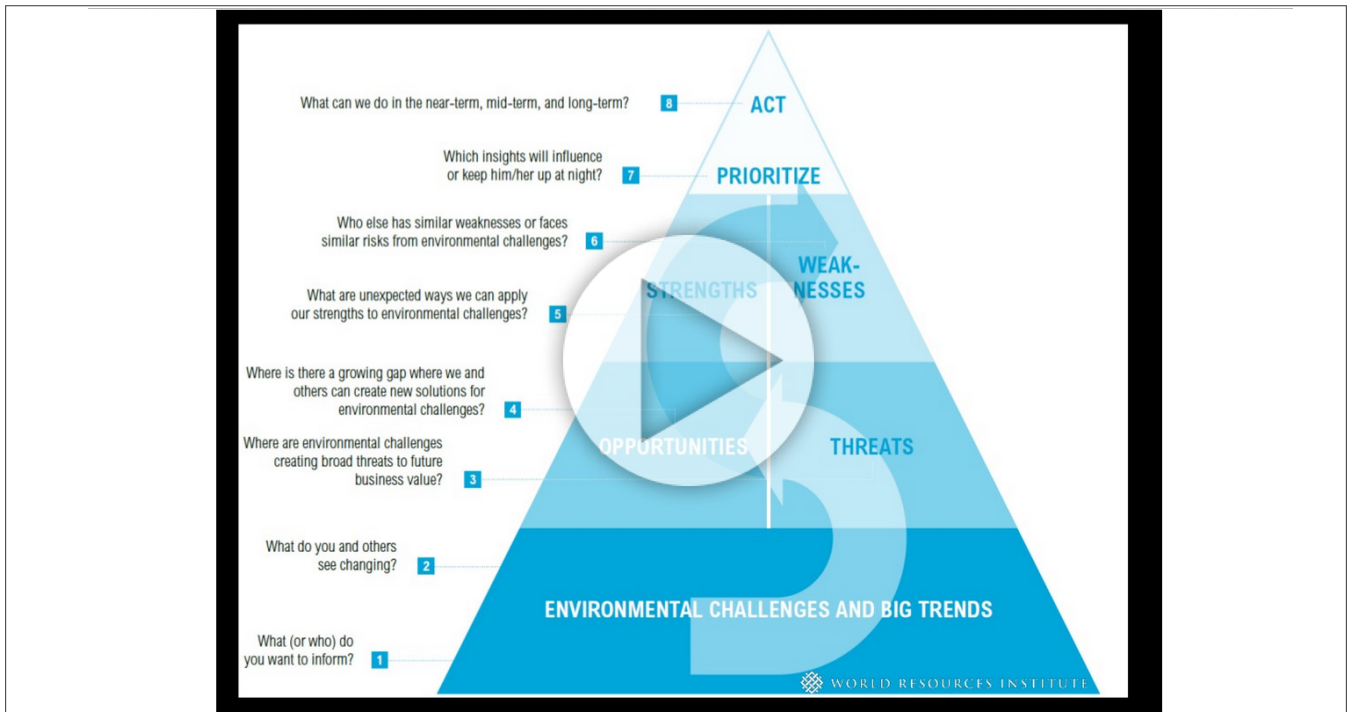 What can we do in the near-term, mid-term, and long-term?
8
ACT
Which insights will influence
or keep him/her up at night?
7
PRIORITIZE
Who else has similar weaknesses or faces
similar risks from environmental challenges?
6
WEAK-
NESSES
STRENGTHS
What are unexpected ways we can apply
our strengths to environmental challenges?
5
Where is there a growing gap where we and
others can create new solutions for
environmental challenges?
4
OPPORTUNITIES
THREATS
Where are environmental challenges
creating broad threats to future
business value?
3
What do you and others
see changing?
2
ENVIRONMENTAL CHALLENGES AND BIG TRENDS
What (or who) do
you want to inform?
1
WORLD RESOURCES INSTITUTE